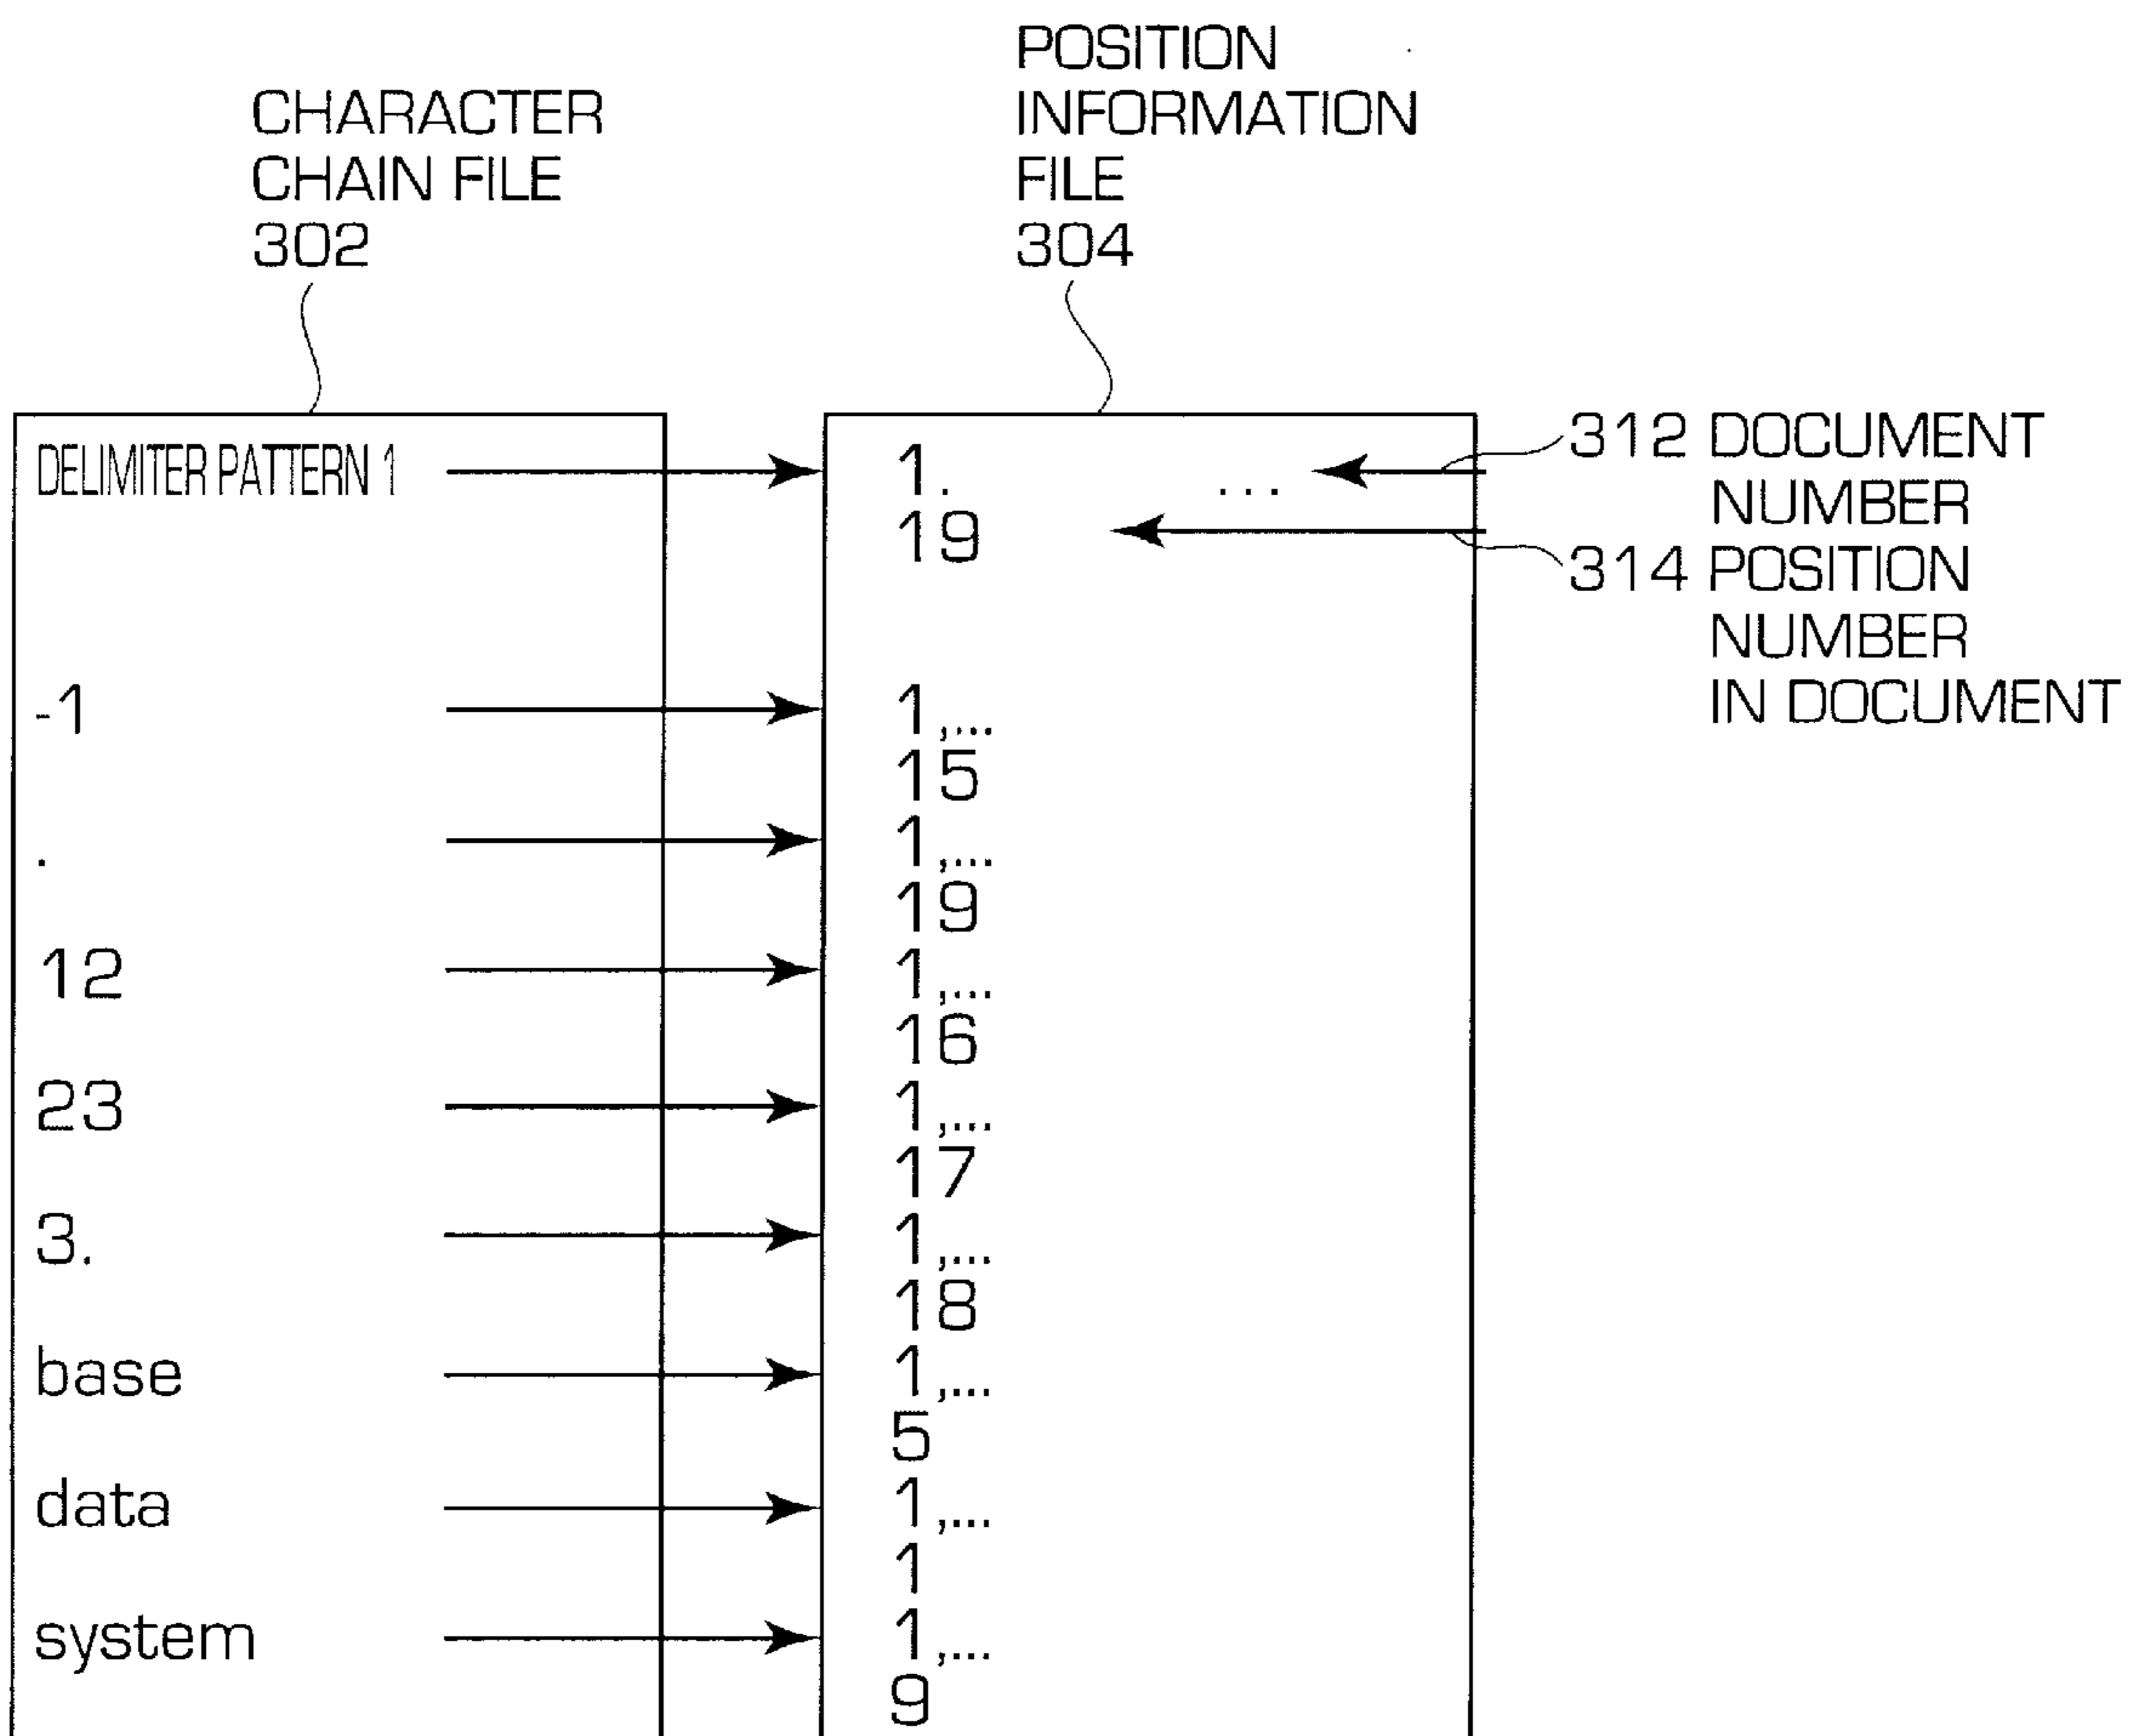 CHARACTER
CHAIN FILE
302
POSITION
INFORMATION
FILE
304
312 DOCUMENT
NUMBER
314 POSITION
NUMBER
IN DOCUMENT
DELIMITER PATTERN 1
1. ...
19
-1
1,...
15
.
1,...
19
12
1,...
16
23
1,...
17
3.
1,...
18
base
1,...
5
data
1,...
1
system
1,...
9